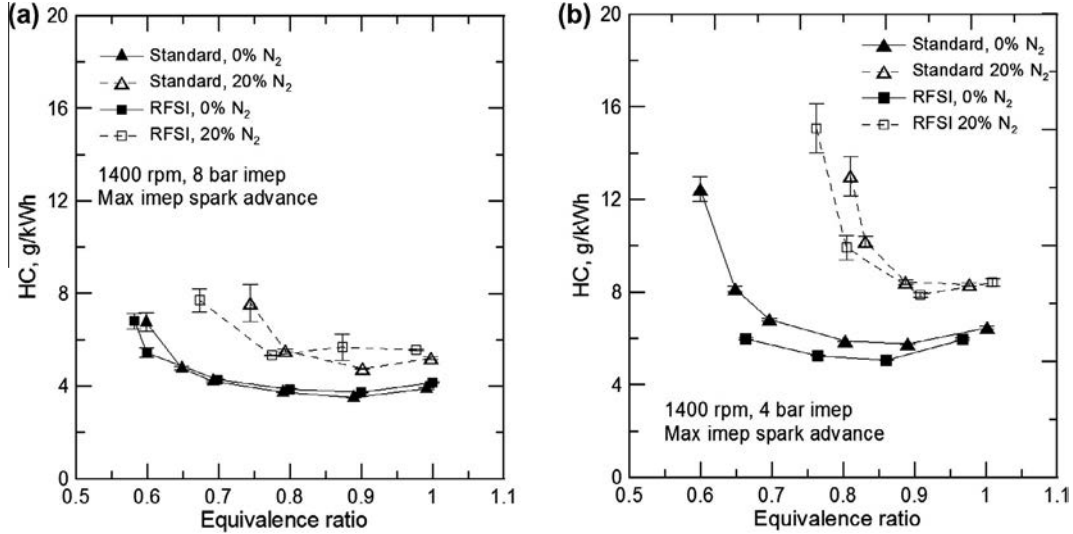 (a)
20
16
12
8
4
0
HC, g/kWh
Standard, 0% N₂
Standard, 20% N₂
RFSI, 0% N₂
RFSI, 20% N₂
1400 rpm, 8 bar imep
Max imep spark advance
0.5 0.6 0.7 0.8 0.9 1 1.1
Equivalence ratio
(b)
20
16
12
8
4
0
HC, g/kWh
Standard, 0% N₂
Standard 20% N₂
RFSI, 0% N₂
RFSI 20% N₂
1400 rpm, 4 bar imep
Max imep spark advance
0.5 0.6 0.7 0.8 0.9 1 1.1
Equivalence ratio